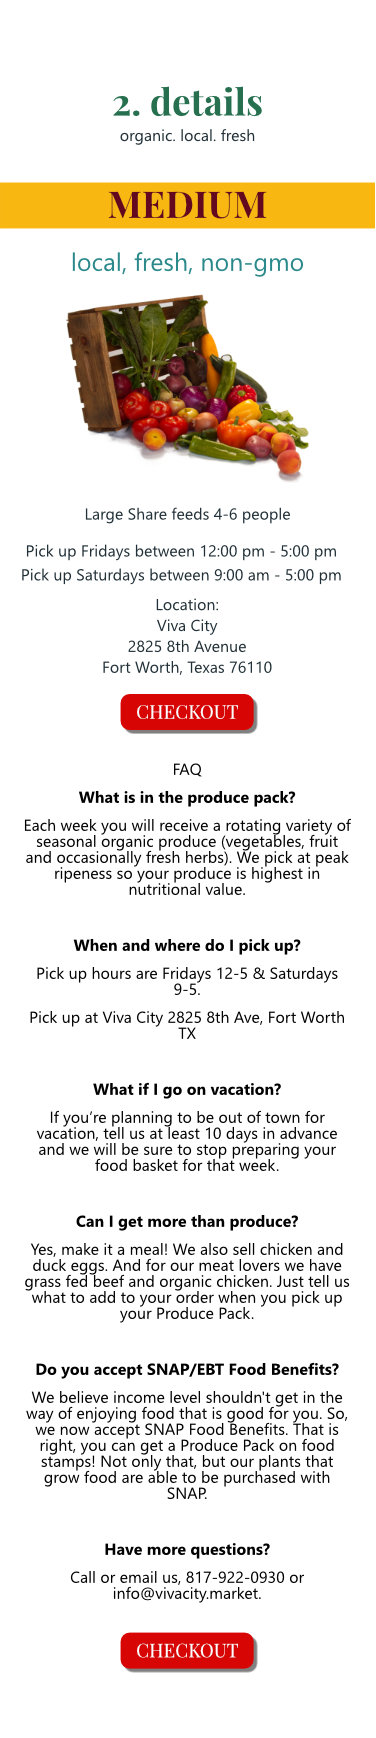 2. details
organic. local. fresh
MEDIUM
local, fresh, non-gmo
Large Share feeds 4-6 people
Pick up Fridays between 12:00 pm - 5:00 pm
Pick up Saturdays between 9:00 am - 5:00 pm
Location:
Viva City
2825 8th Avenue
Fort Worth, Texas 76110
CHECKOUT
FAQ
What is in the produce pack?
Each week you will receive a rotating variety of
seasonal organic produce (vegetables, fruit
and occasionally fresh herbs). We pick at peak
ripeness so your produce is highest in
nutritional value.
When and where do I pick up?
Pick up hours are Fridays 12-5 & Saturdays
9-5.
Pick up at Viva City 2825 8th Ave, Fort Worth
TX
What if I go on vacation?
If you’re planning to be out of town for
vacation, tell us at least 10 days in advance
and we will be sure to stop preparing your
food basket for that week.
Can I get more than produce?
Yes, make it a meal! We also sell chicken and
duck eggs. And for our meat lovers we have
grass fed beef and organic chicken. Just tell us
what to add to your order when you pick up
your Produce Pack.
Do you accept SNAP/EBT Food Benefits?
We believe income level shouldn't get in the
way of enjoying food that is good for you. So,
we now accept SNAP Food Benefits. That is
right, you can get a Produce Pack on food
stamps! Not only that, but our plants that
grow food are able to be purchased with
SNAP.
Have more questions?
Call or email us, 817-922-0930 or
info@vivacity.market.
CHECKOUT